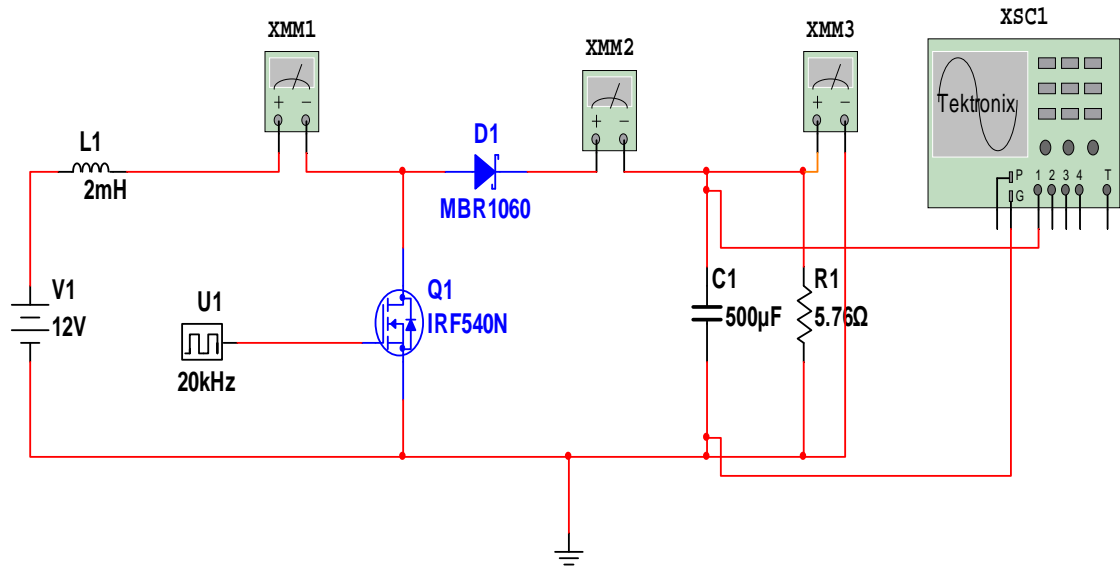 XSC1
XMM1
XMM2
XMM3
Tektronix
P
G
1 2 3 4 T
L1
2mH
D1
MBR1060
V1
12V
U1
20kHz
Q1
IRF540N
C1
500µF
R1
5.76Ω